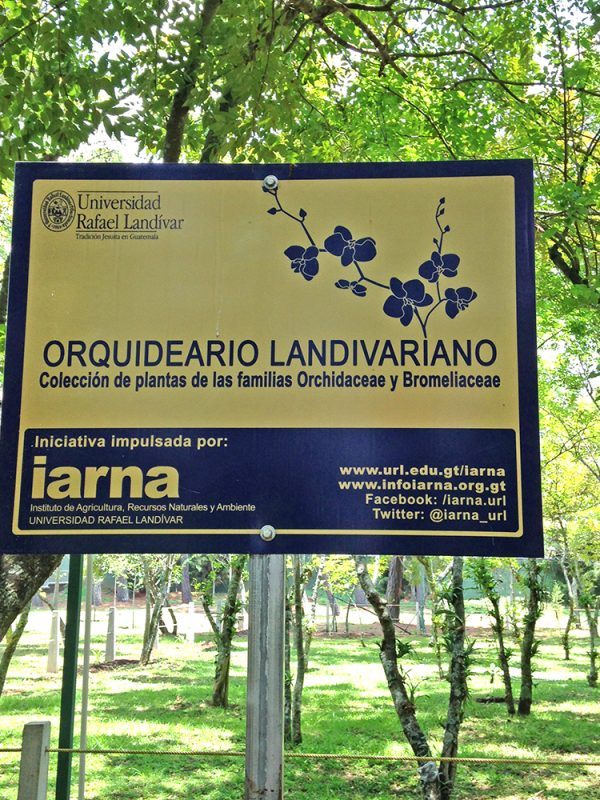 Universidad
Rafael Landívar
Tradición Jesuita en Guatemala
ORQUIDEARIO LANDIVARIANO
Colección de plantas de las familias Orchidaceae y Bromeliaceae
Iniciativa impulsada por:
iarna
Instituto de Agricultura, Recursos Naturales y Ambiente
UNIVERSIDAD RAFAEL LANDÍVAR
www.url.edu.gt/iarna
www.infoiarna.org.gt
Facebook: /iarna.url
Twitter: @iarna_url